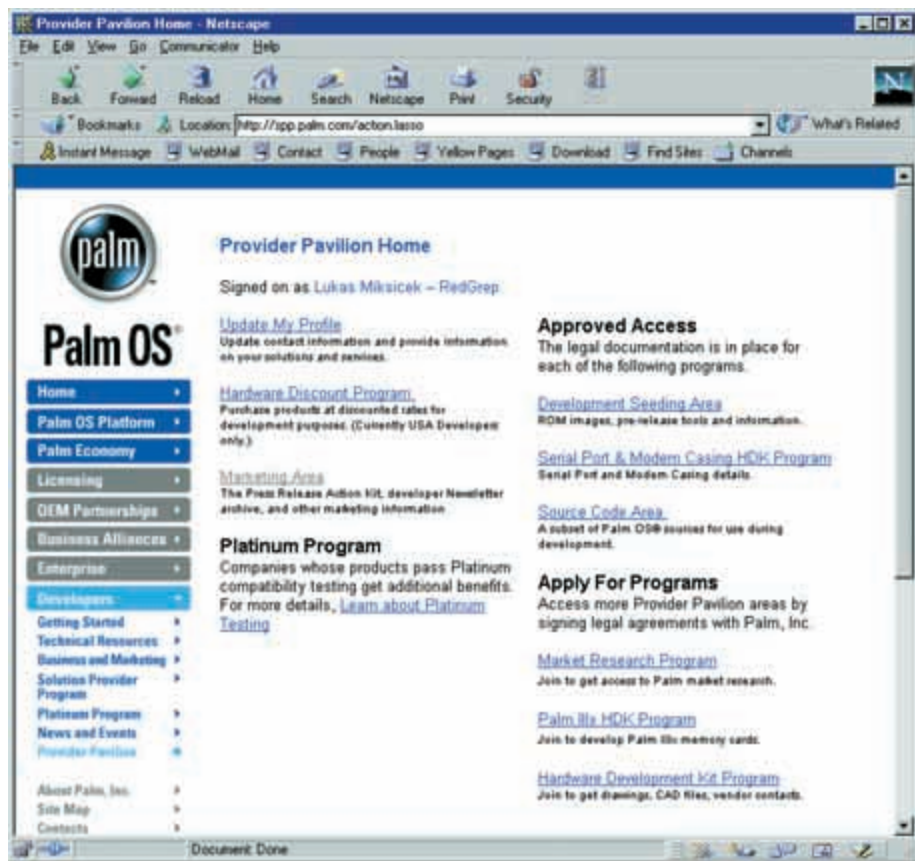 Provider Pavilion Home - Netscape
File Edit View Go Communicator Help
Back Forward Reload Home Search Netscape Print Security
Bookmarks Location: http://spp.palm.com/action.lasso What's Related
Instant Message WebMail Contact People Yellow Pages Download Find Sites Channels
palm
Palm OS®
Home
Palm OS Platform
Palm Economy
Licensing
OEM Partnerships
Business Alliances
Enterprise
Developers
Getting Started
Technical Resources
Business and Marketing
Solution Provider
Program
Platinum Program
News and Events
Provider Pavilion
About Palm, Inc.
Site Map
Contacts
Provider Pavilion Home
Signed on as Lukas Miksicek – RedGrep
Update My Profile
Update contact information and provide information
on your solutions and services.
Hardware Discount Program
Purchase products at discounted rates for
development purposes. (Currently USA Developers
only.)
Marketing Area
The Press Release Action Kit, developer Newsletter
archive, and other marketing information
Platinum Program
Companies whose products pass Platinum
compatibility testing get additional benefits.
For more details, Learn about Platinum
Testing
Approved Access
The legal documentation is in place for
each of the following programs.
Development Seeding Area
ROM images, pre-release tools and information.
Serial Port & Modem Casing HDK Program
Serial Port and Modem Casing details.
Source Code Area
A subset of Palm OS® sources for use during
development.
Apply For Programs
Access more Provider Pavilion areas by
signing legal agreements with Palm, Inc
Market Research Program
Join to get access to Palm market research.
Palm IIIx HDK Program
Join to develop Palm IIIx memory cards.
Hardware Development Kit Program
Join to get drawings, CAD files, vendor contacts.
Document: Done